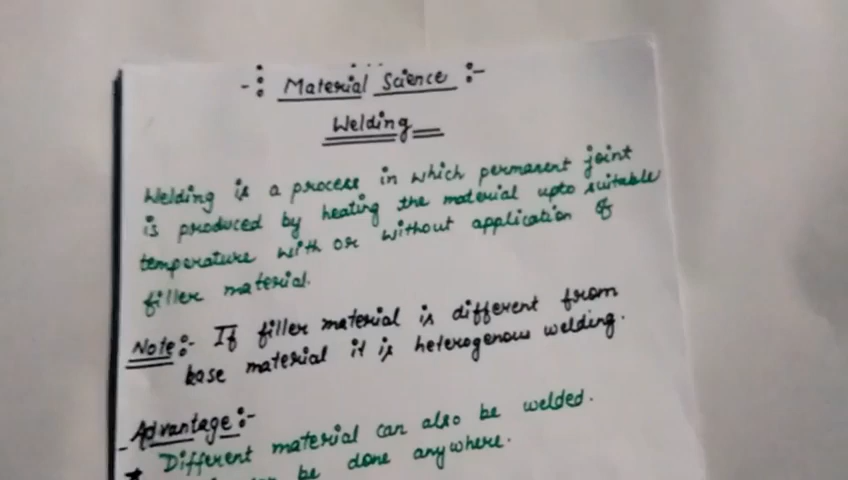 -: Material Science :-
Welding
Welding is a process in which permanent joint
is produced by heating the material upto suitable
temperature with or without application of
filler material.
Note:- If filler material is different from
base material it is heterogenous welding.
Advantage:-
* Different material can also be welded.
be done anywhere.